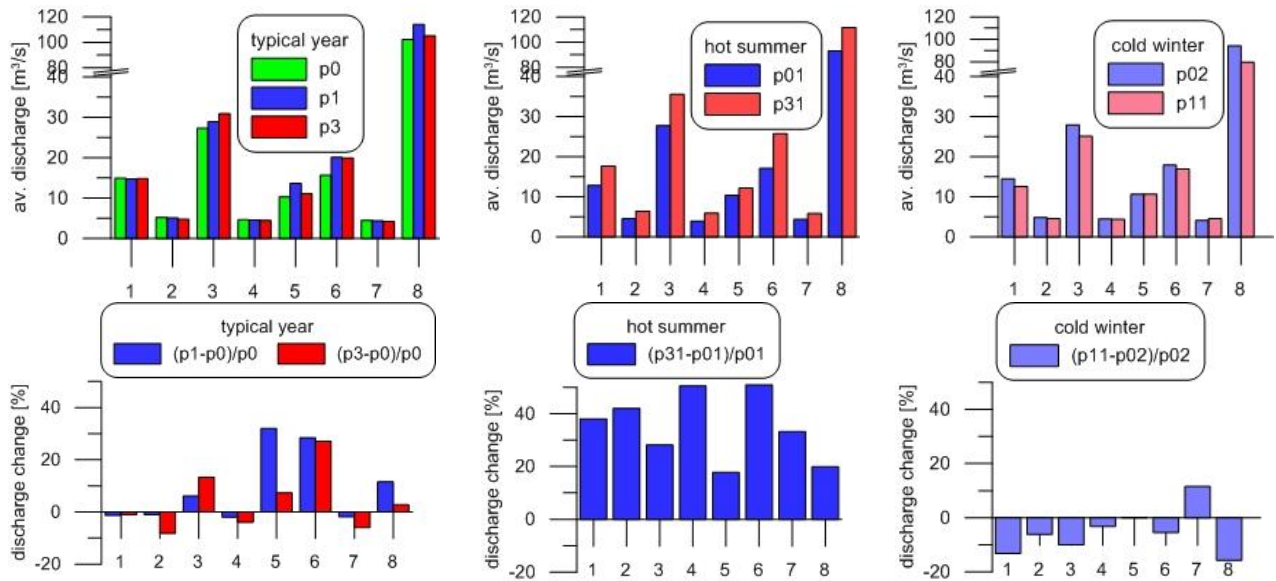 typical year
p0
p1
p3
av. discharge [m³/s]
120
100
80
40
30
20
10
0
1 2 3 4 5 6 7 8
hot summer
p01
p31
av. discharge [m³/s]
120
100
80
40
30
20
10
0
1 2 3 4 5 6 7 8
cold winter
p02
p11
av. discharge [m³/s]
120
100
80
40
30
20
10
0
1 2 3 4 5 6 7 8
typical year
(p1-p0)/p0 (p3-p0)/p0
discharge change [%]
40
20
0
-20
1 2 3 4 5 6 7 8
hot summer
(p31-p01)/p01
discharge change [%]
40
20
0
-20
1 2 3 4 5 6 7 8
cold winter
(p11-p02)/p02
discharge change [%]
40
20
0
-20
1 2 3 4 5 6 7 8